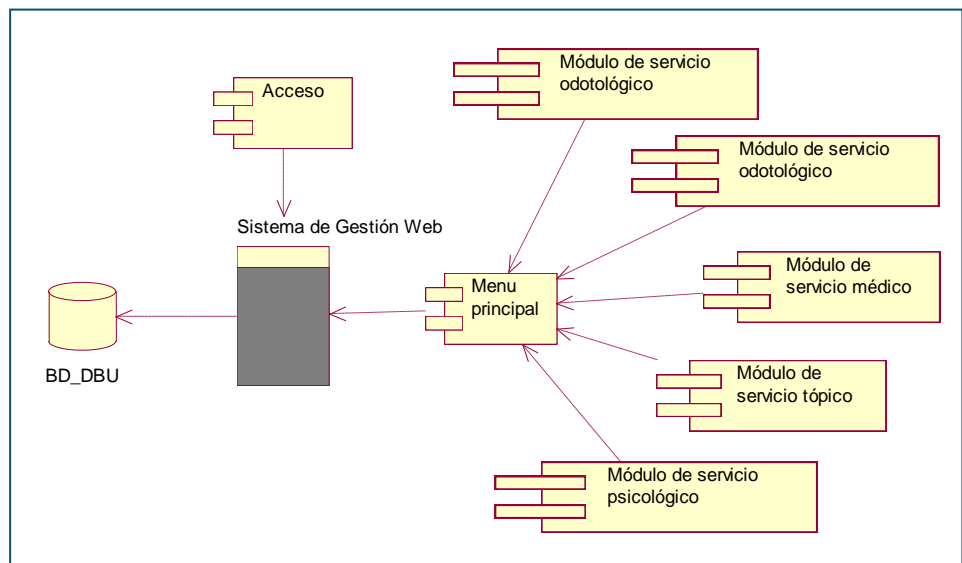 Módulo de servicio
odotológico
Acceso
Módulo de servicio
odotológico
Sistema de Gestión Web
Módulo de
servicio médico
Menu
principal
BD_DBU
Módulo de
servicio tópico
Módulo de servicio
psicológico